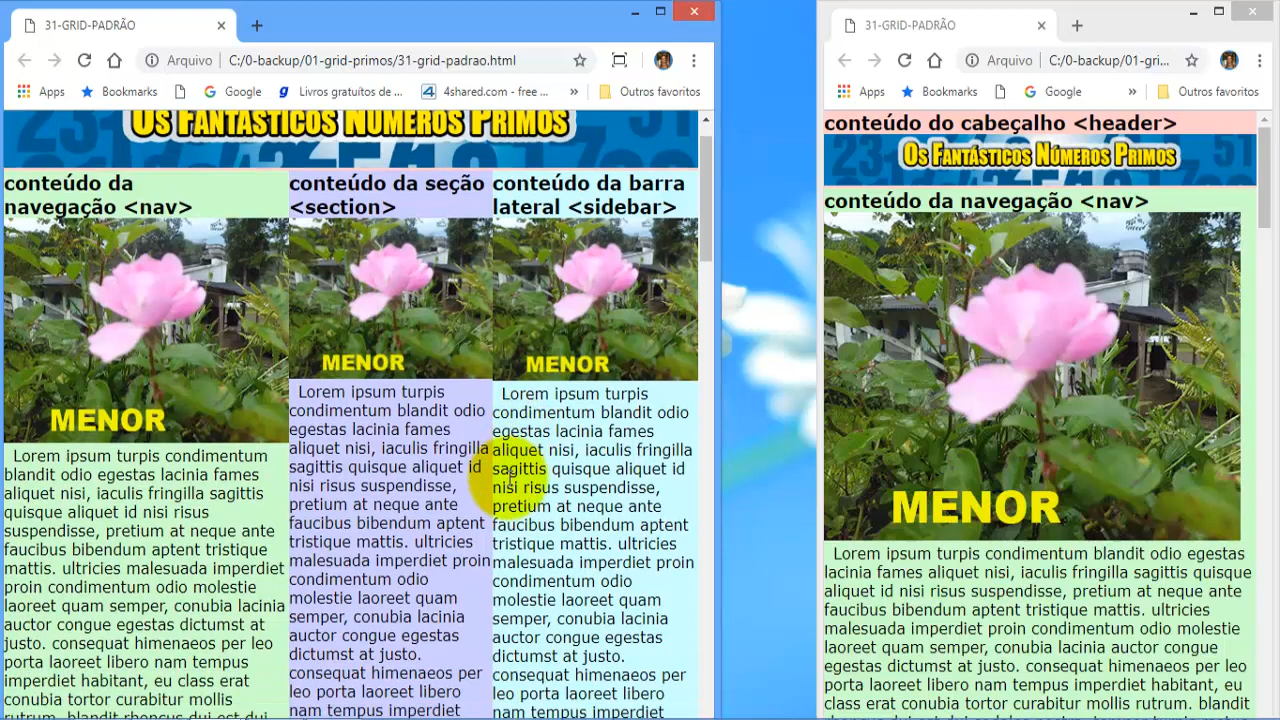 31-GRID-PADRÃO
Arquivo | C:/0-backup/01-grid-primos/31-grid-padrao.html
Apps Bookmarks Google Livros gratuítos de ... 4shared.com - free ... » Outros favoritos
OS FANTÁSTICOS NÚMEROS PRIMOS
conteúdo da
navegação <nav>
MENOR
Lorem ipsum turpis condimentum
blandit odio egestas lacinia fames
aliquet nisi, iaculis fringilla sagittis
quisque aliquet id nisi risus
suspendisse, pretium at neque ante
faucibus bibendum aptent tristique
mattis. ultricies malesuada imperdiet
proin condimentum odio molestie
laoreet quam semper, conubia lacinia
auctor congue egestas dictumst at
justo. consequat himenaeos per leo
porta laoreet libero nam tempus
imperdiet habitant, eu class erat
conubia tortor curabitur mollis
rutrum. blandit rhoncus dui est dui
conteúdo da seção
<section>
MENOR
Lorem ipsum turpis
condimentum blandit odio
egestas lacinia fames
aliquet nisi, iaculis fringilla
sagittis quisque aliquet id
nisi risus suspendisse,
pretium at neque ante
faucibus bibendum aptent
tristique mattis. ultricies
malesuada imperdiet proin
condimentum odio
molestie laoreet quam
semper, conubia lacinia
auctor congue egestas
dictumst at justo.
consequat himenaeos per
leo porta laoreet libero
nam tempus imperdiet
conteúdo da barra
lateral <sidebar>
MENOR
Lorem ipsum turpis
condimentum blandit odio
egestas lacinia fames
aliquet nisi, iaculis fringilla
sagittis quisque aliquet id
nisi risus suspendisse,
pretium at neque ante
faucibus bibendum aptent
tristique mattis. ultricies
malesuada imperdiet proin
condimentum odio
molestie laoreet quam
semper, conubia lacinia
auctor congue egestas
dictumst at justo.
consequat himenaeos per
leo porta laoreet libero
nam tempus imperdiet
31-GRID-PADRÃO
Arquivo | C:/0-backup/01-gri...
Apps Bookmarks Google » Outros favoritos
conteúdo do cabeçalho <header>
OS FANTÁSTICOS NÚMEROS PRIMOS
conteúdo da navegação <nav>
MENOR
Lorem ipsum turpis condimentum blandit odio egestas
lacinia fames aliquet nisi, iaculis fringilla sagittis quisque
aliquet id nisi risus suspendisse, pretium at neque ante
faucibus bibendum aptent tristique mattis. ultricies
malesuada imperdiet proin condimentum odio molestie
laoreet quam semper, conubia lacinia auctor congue
egestas dictumst at justo. consequat himenaeos per leo
porta laoreet libero nam tempus imperdiet habitant, eu
class erat conubia tortor curabitur mollis rutrum. blandit